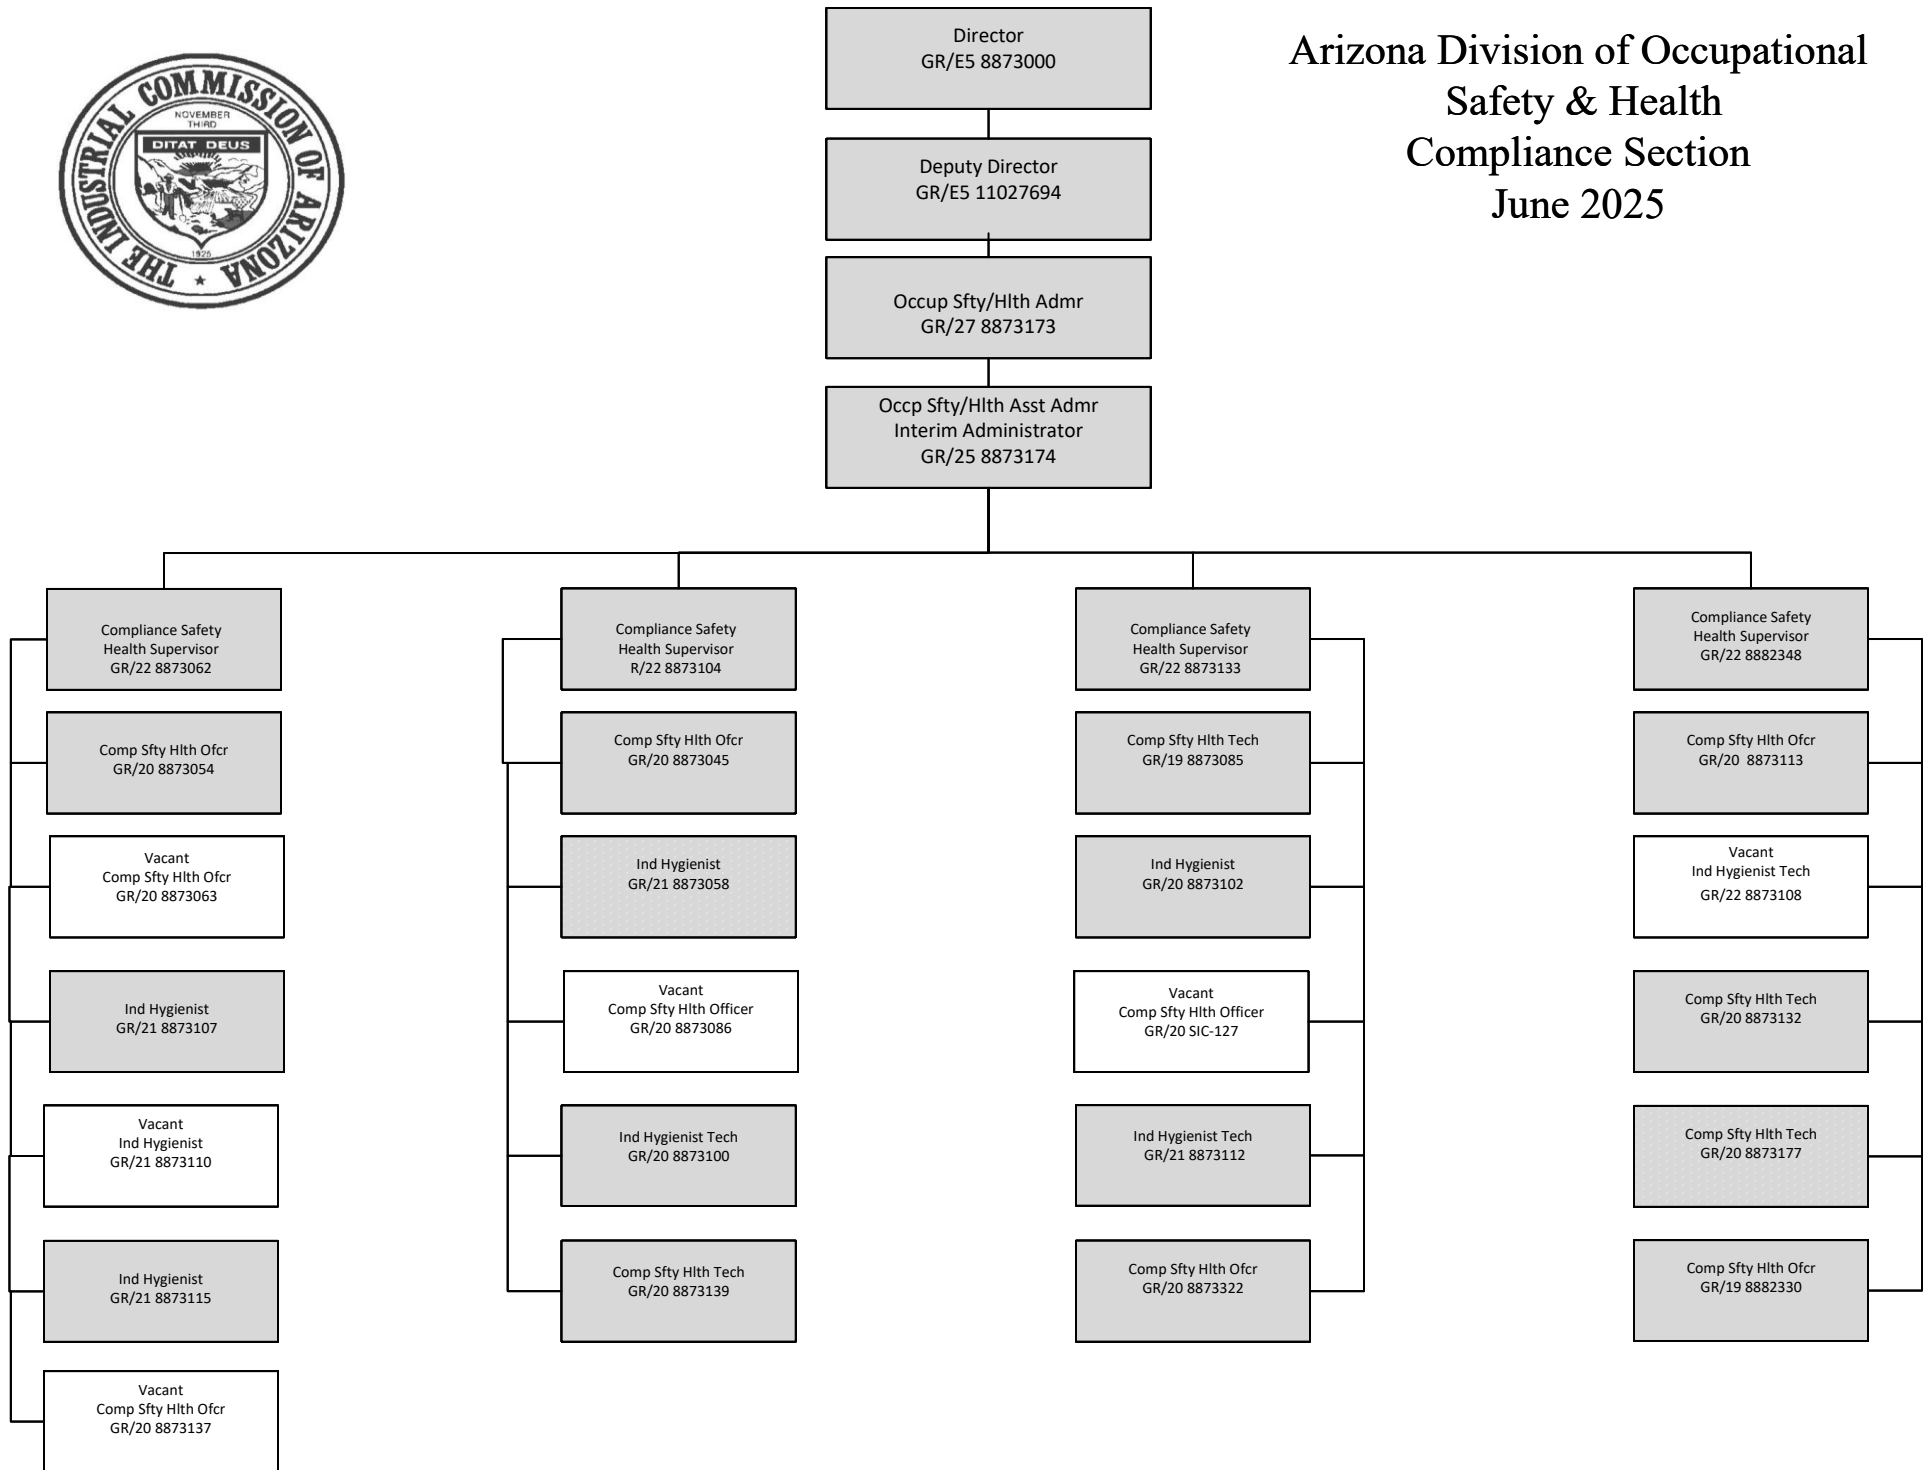 THE INDUSTRIAL COMMISSION OF ARIZONA
NOVEMBER
THIRD
DITAT DEUS
1925
Director
GR/E5 8873000
Arizona Division of Occupational
Safety & Health
Compliance Section
June 2025
Deputy Director
GR/E5 11027694
Occup Sfty/Hlth Admr
GR/27 8873173
Occp Sfty/Hlth Asst Admr
Interim Administrator
GR/25 8873174
Compliance Safety
Health Supervisor
GR/22 8873062
Comp Sfty Hlth Ofcr
GR/20 8873054
Vacant
Comp Sfty Hlth Ofcr
GR/20 8873063
Ind Hygienist
GR/21 8873107
Vacant
Ind Hygienist
GR/21 8873110
Ind Hygienist
GR/21 8873115
Vacant
Comp Sfty Hlth Ofcr
GR/20 8873137
Compliance Safety
Health Supervisor
R/22 8873104
Comp Sfty Hlth Ofcr
GR/20 8873045
Ind Hygienist
GR/21 8873058
Vacant
Comp Sfty Hlth Officer
GR/20 8873086
Ind Hygienist Tech
GR/20 8873100
Comp Sfty Hlth Tech
GR/20 8873139
Compliance Safety
Health Supervisor
GR/22 8873133
Comp Sfty Hlth Tech
GR/19 8873085
Ind Hygienist
GR/20 8873102
Vacant
Comp Sfty Hlth Officer
GR/20 SIC-127
Ind Hygienist Tech
GR/21 8873112
Comp Sfty Hlth Ofcr
GR/20 8873322
Compliance Safety
Health Supervisor
GR/22 8882348
Comp Sfty Hlth Ofcr
GR/20 8873113
Vacant
Ind Hygienist Tech
GR/22 8873108
Comp Sfty Hlth Tech
GR/20 8873132
Comp Sfty Hlth Tech
GR/20 8873177
Comp Sfty Hlth Ofcr
GR/19 8882330